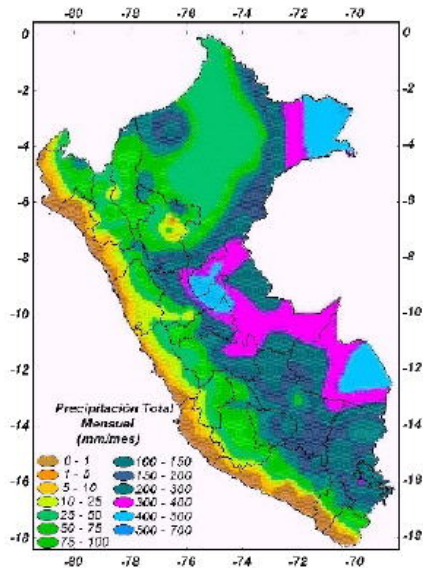 -80 -78 -76 -74 -72 -70
0 0
-2 -2
-4 -4
-6 -6
-8 -8
-10 -10
-12 -12
-14 -14
-16 -16
-18 -18
Precipitación Total
Mensual
(mm/mes)
0 - 1 100 - 150
1 - 5 150 - 200
5 - 10 200 - 300
10 - 25 300 - 400
25 - 50 400 - 500
50 - 75 500 - 700
75 - 100
-80 -78 -76 -74 -72 -70